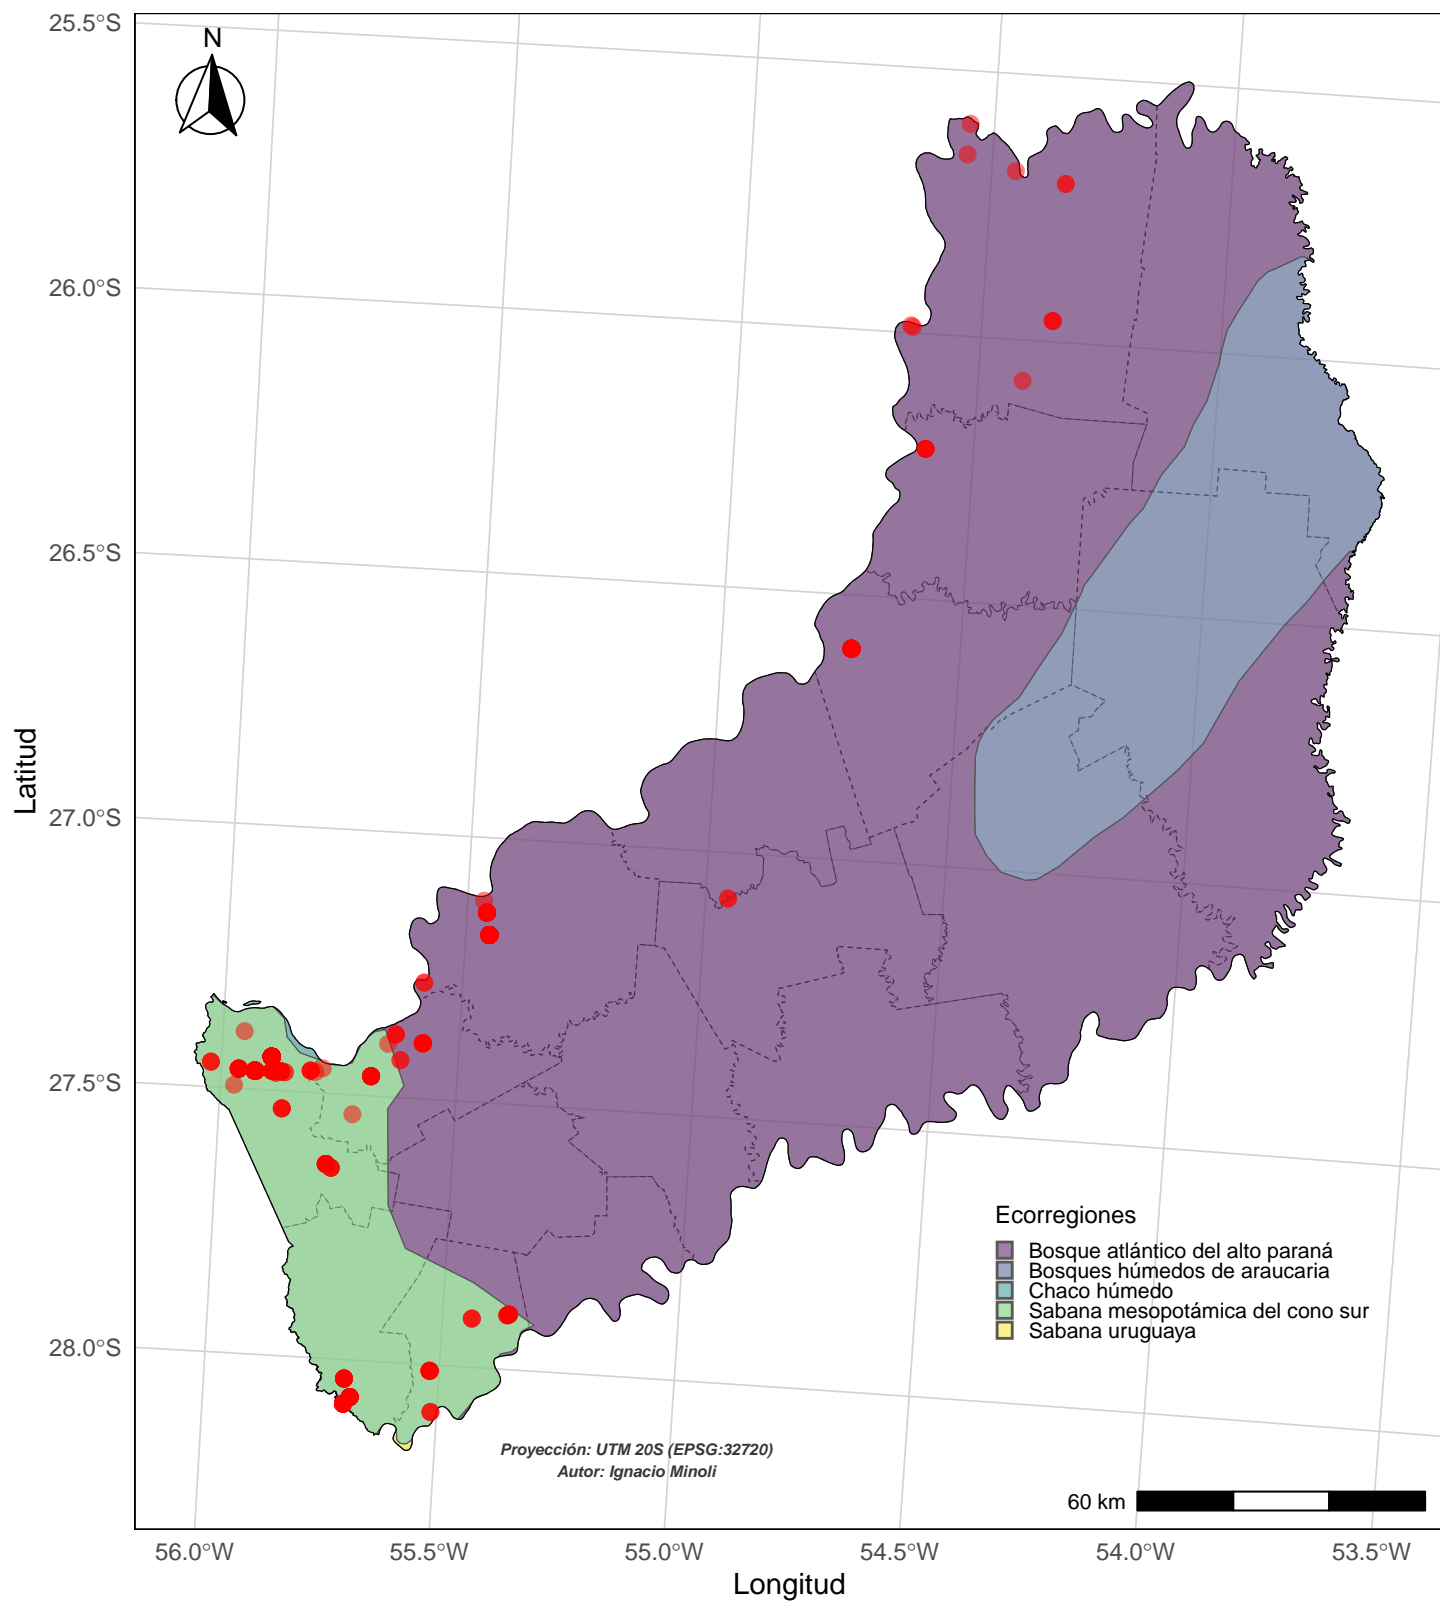 N
25.5°S
26.0°S
26.5°S
27.0°S
27.5°S
28.0°S
Latitud
Ecorregiones
Bosque atlántico del alto paraná
Bosques húmedos de araucaria
Chaco húmedo
Sabana mesopotámica del cono sur
Sabana uruguaya
Proyección: UTM 20S (EPSG:32720)
Autor: Ignacio Minoli
60 km
56.0°W
55.5°W
55.0°W
54.5°W
54.0°W
53.5°W
Longitud